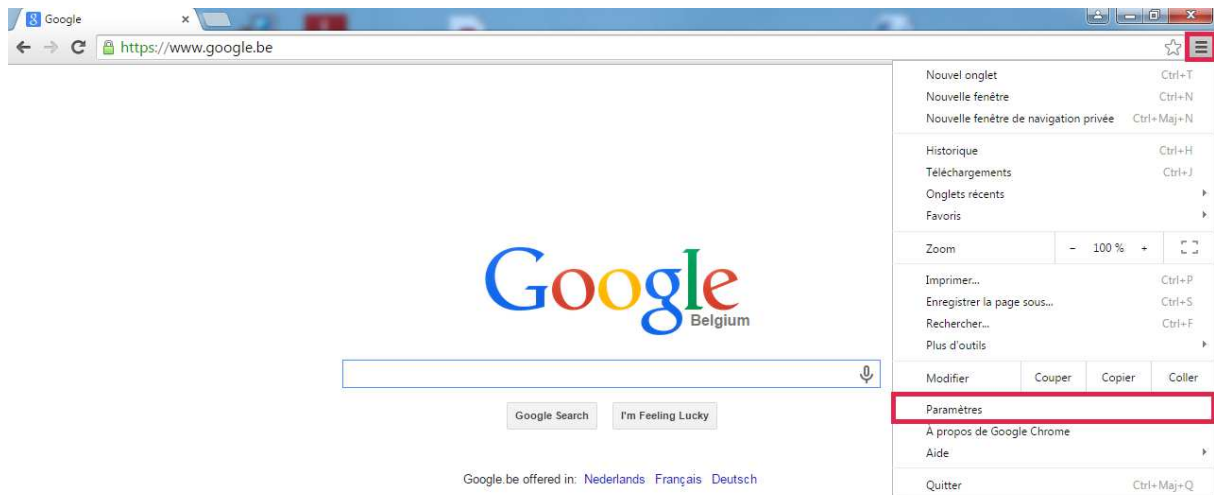 Google
https://www.google.be
Nouvel onglet Ctrl+T
Nouvelle fenêtre Ctrl+N
Nouvelle fenêtre de navigation privée Ctrl+Maj+N
Historique Ctrl+H
Téléchargements Ctrl+J
Onglets récents
Favoris
Zoom - 100 % +
Imprimer... Ctrl+P
Enregistrer la page sous... Ctrl+S
Rechercher... Ctrl+F
Plus d'outils
Modifier Couper Copier Coller
Paramètres
À propos de Google Chrome
Aide
Quitter Ctrl+Maj+Q
Google
Belgium
Google Search I'm Feeling Lucky
Google.be offered in: Nederlands Français Deutsch